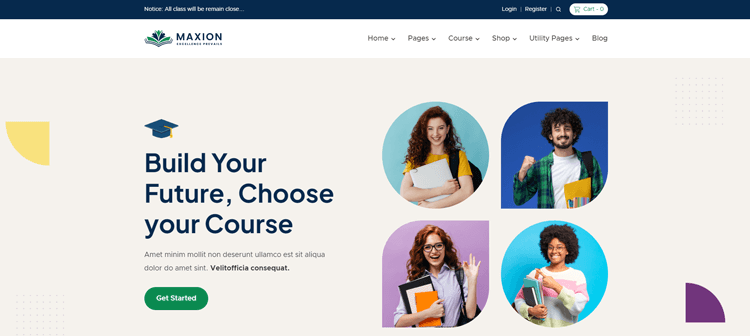 Notice: All class will be remain close...
Login | Register |
Cart - 0
MAXION
EXCELLENCE PREVAILS
Home
Pages
Course
Shop
Utility Pages
Blog
Build Your
Future, Choose
your Course
Amet minim mollit non deserunt ullamco est sit aliqua
dolor do amet sint. Velitofficia consequat.
Get Started